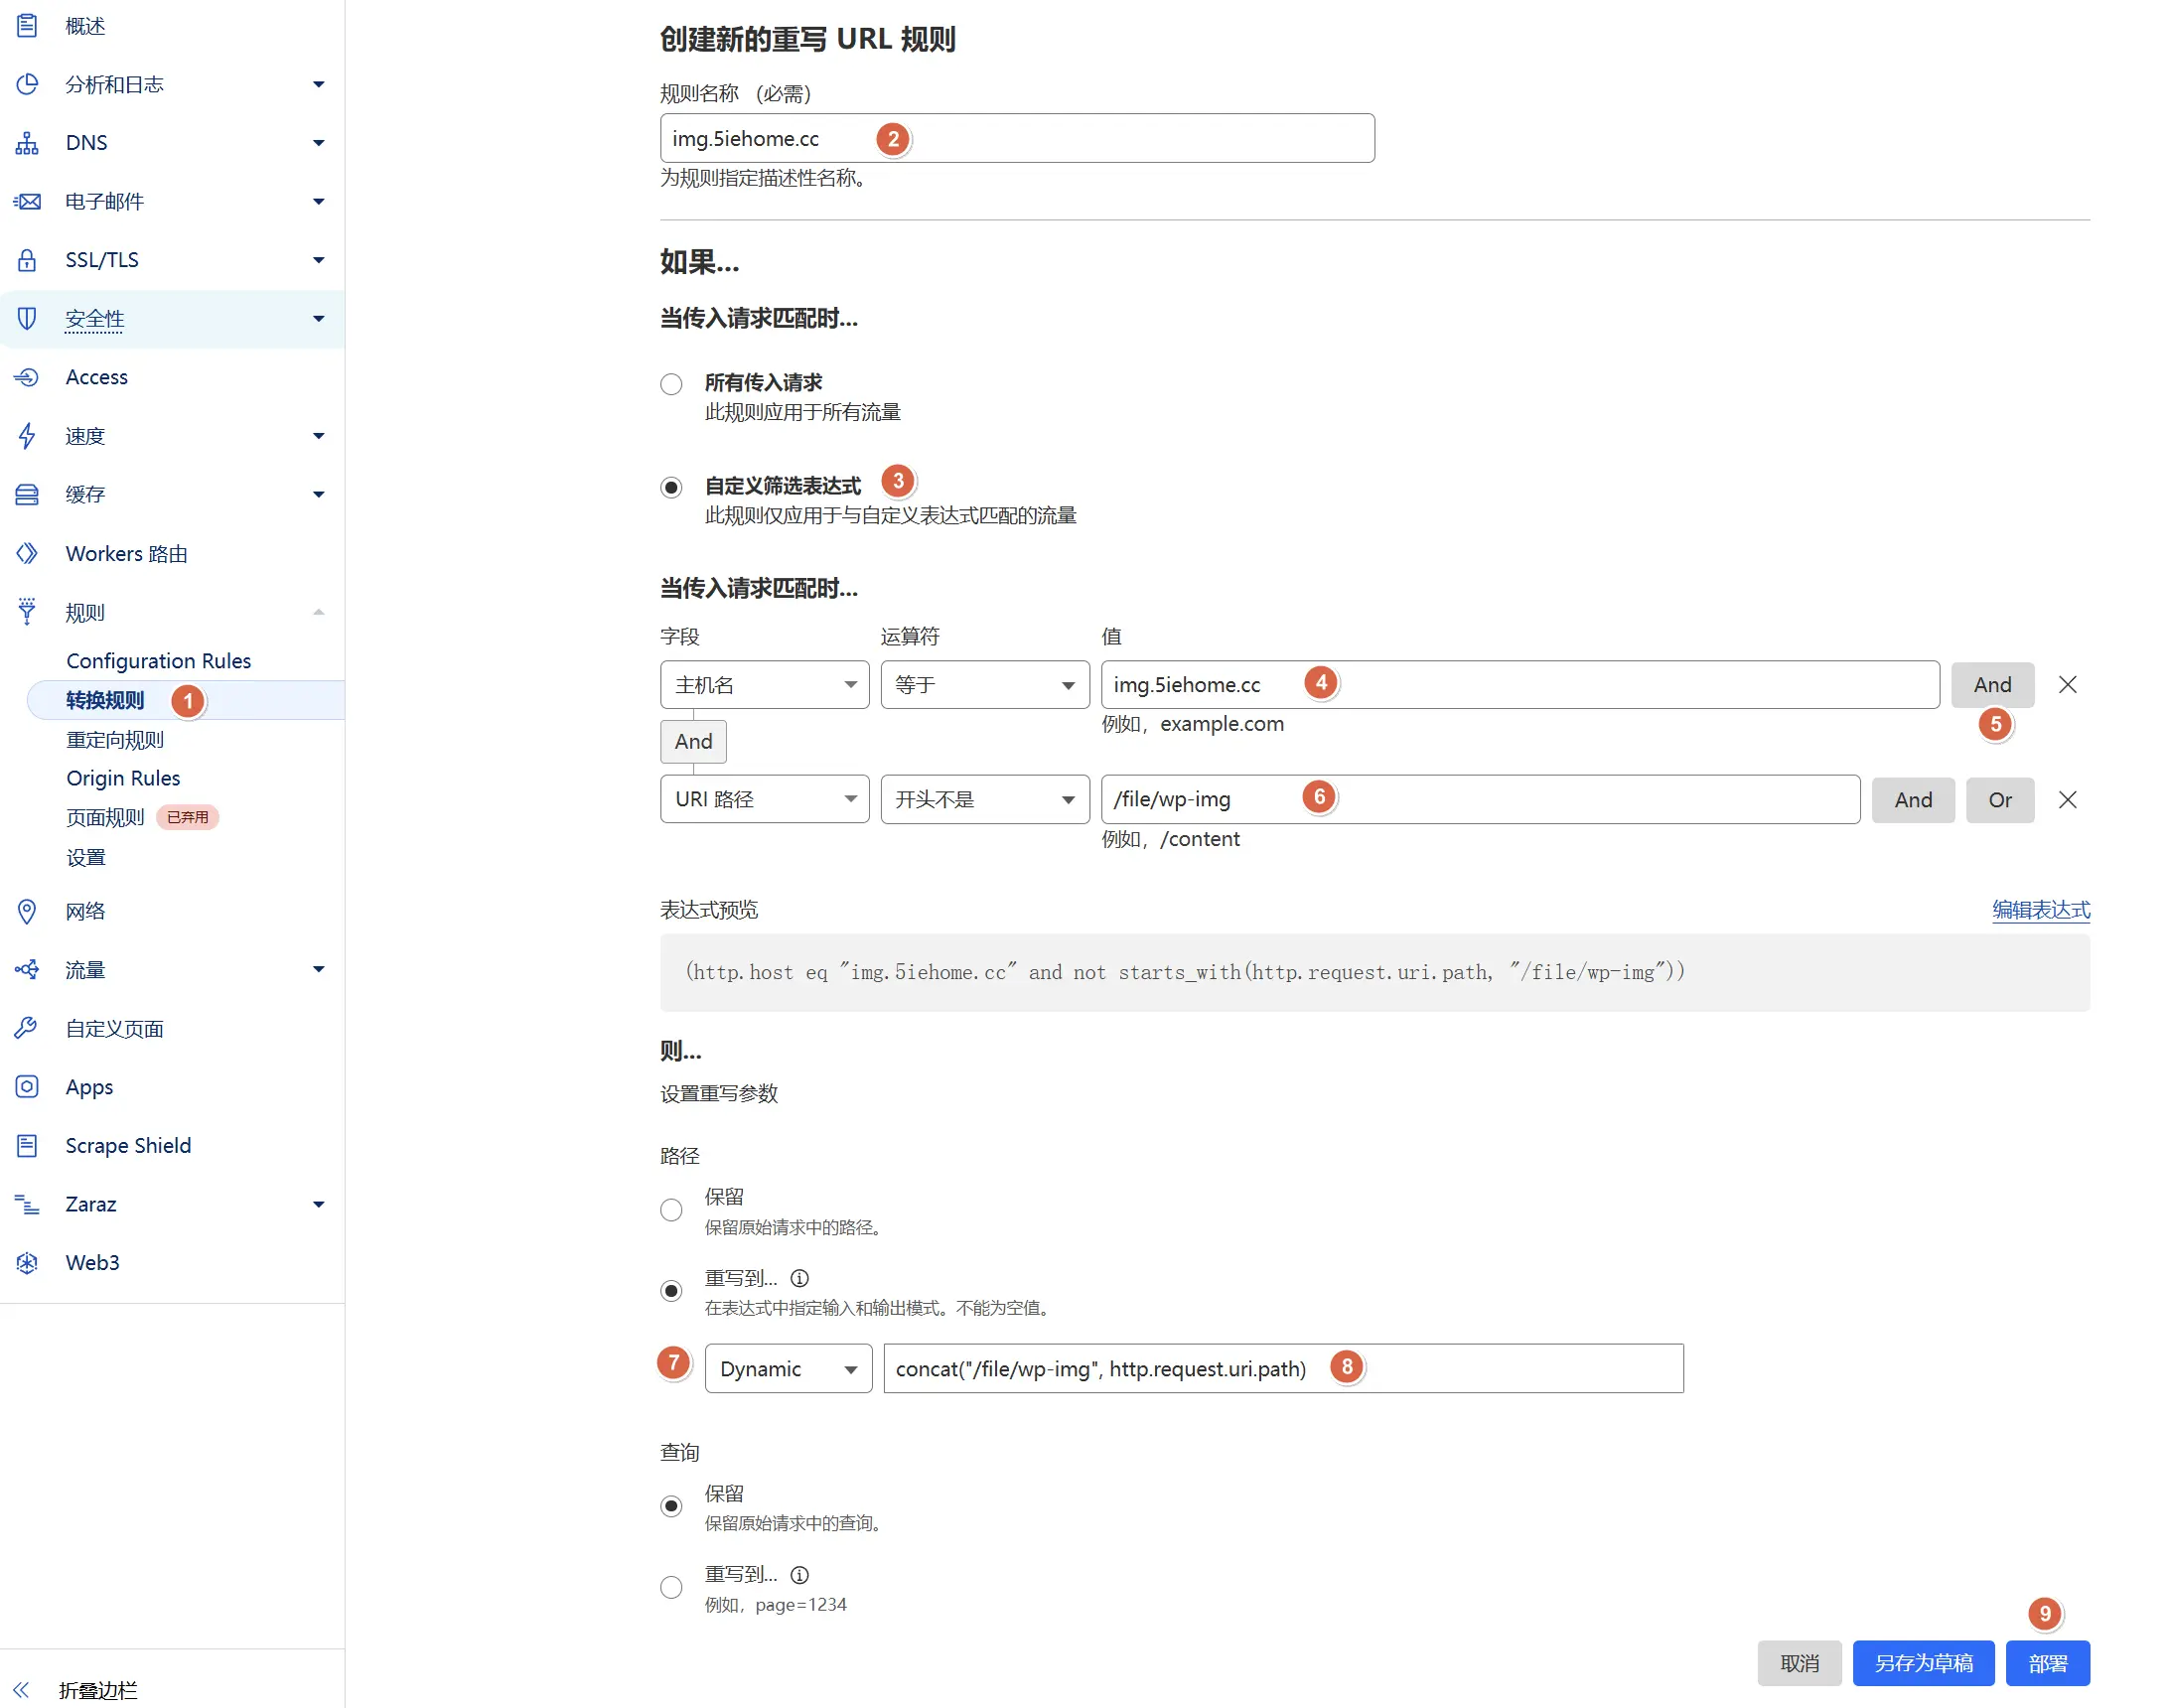 概述
分析和日志
DNS
电子邮件
SSL/TLS
安全性
Access
速度
缓存
Workers 路由
规则
Configuration Rules
转换规则 1
重定向规则
Origin Rules
页面规则 已弃用
设置
网络
流量
自定义页面
Apps
Scrape Shield
Zaraz
Web3
折叠边栏
创建新的重写 URL 规则
规则名称 （必需）
img.5iehome.cc 2
为规则指定描述性名称。
如果...
当传入请求匹配时...
所有传入请求
此规则应用于所有流量
自定义筛选表达式 3
此规则仅应用于与自定义表达式匹配的流量
当传入请求匹配时...
字段 运算符 值
主机名 等于 img.5iehome.cc 4 And
例如，example.com 5
And
URI 路径 开头不是 /file/wp-img 6 And Or
例如，/content
表达式预览 编辑表达式
(http.host eq "img.5iehome.cc" and not starts_with(http.request.uri.path, "/file/wp-img"))
则...
设置重写参数
路径
保留
保留原始请求中的路径。
重写到...
在表达式中指定输入和输出模式。不能为空值。
7 Dynamic concat("/file/wp-img", http.request.uri.path) 8
查询
保留
保留原始请求中的查询。
重写到...
例如，page=1234
9
取消 另存为草稿 部署